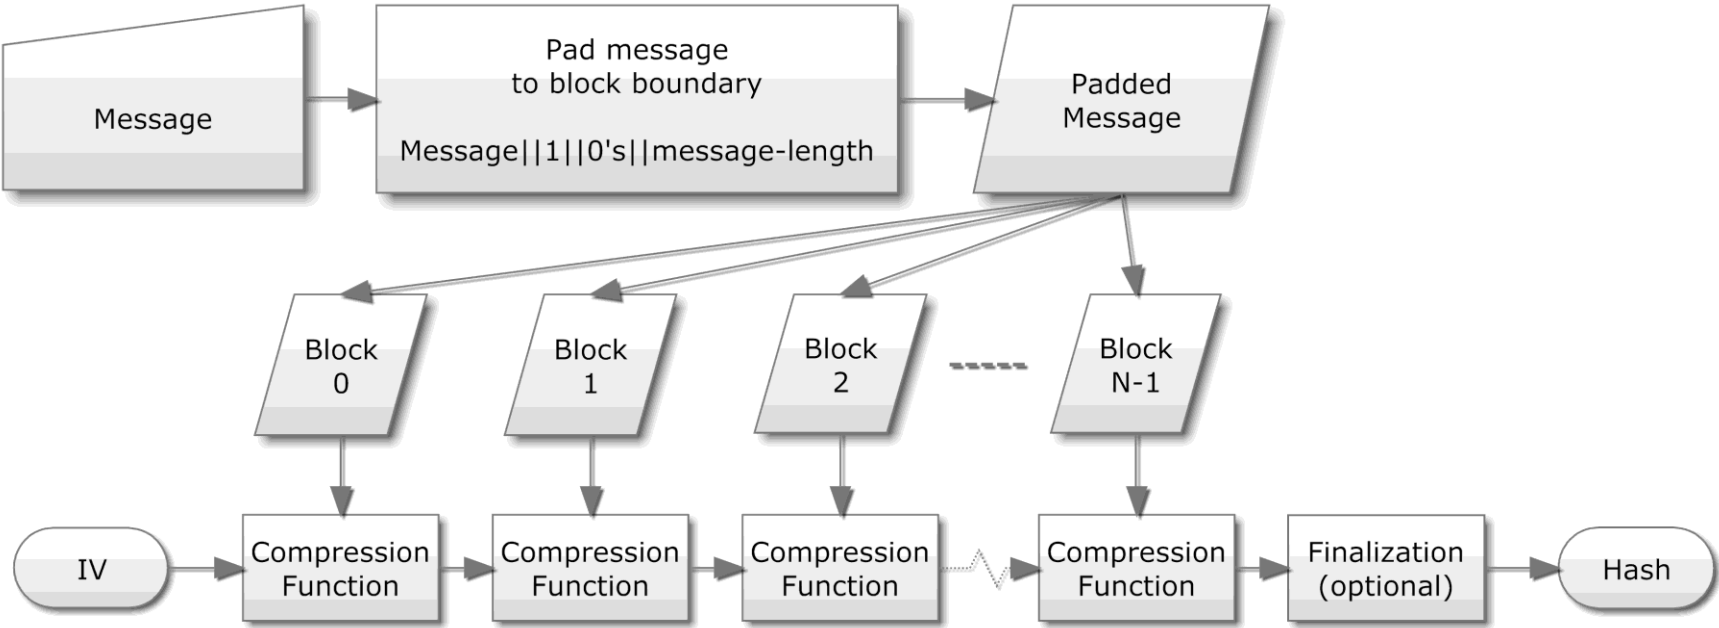 Message
Pad message
to block boundary
Message||1||0's||message-length
Padded
Message
Block
0
Block
1
Block
2
Block
N-1
IV
Compression
Function
Compression
Function
Compression
Function
Compression
Function
Finalization
(optional)
Hash